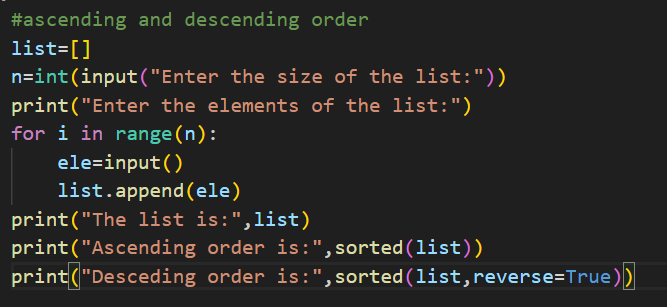 #ascending and descending order
list=[]
n=int(input("Enter the size of the list:"))
print("Enter the elements of the list:")
for i in range(n):
    ele=input()
    list.append(ele)
print("The list is:",list)
print("Ascending order is:",sorted(list))
print("Desceding order is:",sorted(list,reverse=True))